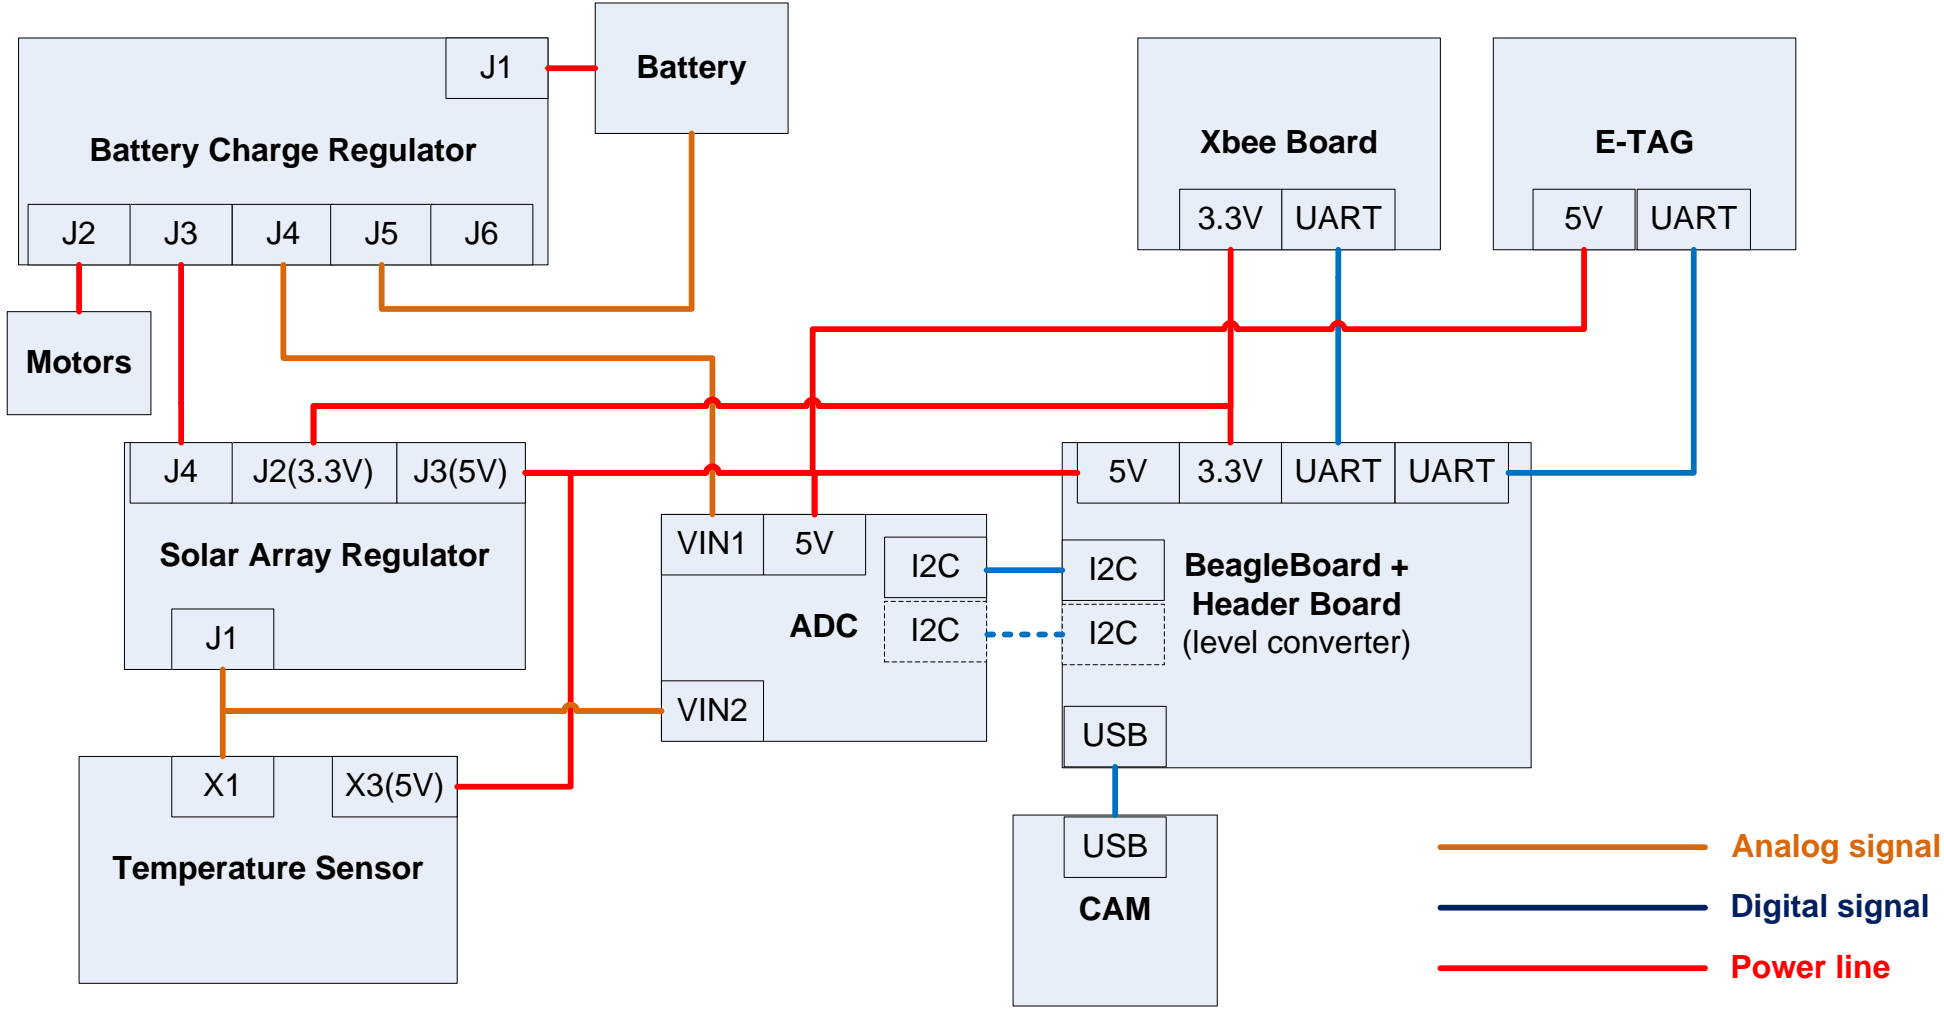 J1
Battery
Battery Charge Regulator
J2 J3 J4 J5 J6
Motors
Xbee Board
3.3V UART
E-TAG
5V UART
J4 J2(3.3V) J3(5V)
Solar Array Regulator
J1
VIN1 5V
I2C
ADC
I2C
VIN2
5V 3.3V UART UART
I2C
BeagleBoard +
Header Board
(level converter)
I2C
USB
X1 X3(5V)
Temperature Sensor
USB
CAM
Analog signal
Digital signal
Power line